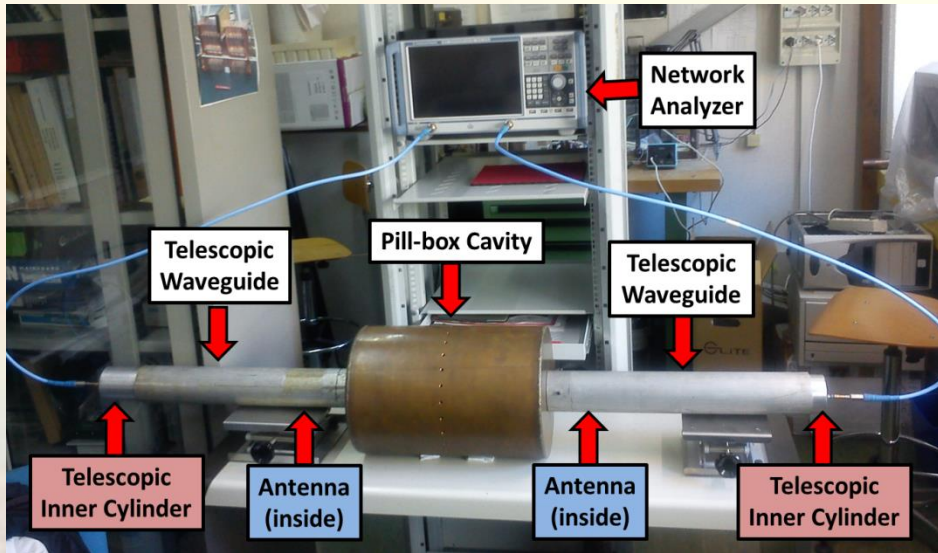 Network
Analyzer
Pill-box Cavity
Telescopic
Waveguide
Telescopic
Waveguide
GLITE
Telescopic
Inner Cylinder
Antenna
(inside)
Antenna
(inside)
Telescopic
Inner Cylinder